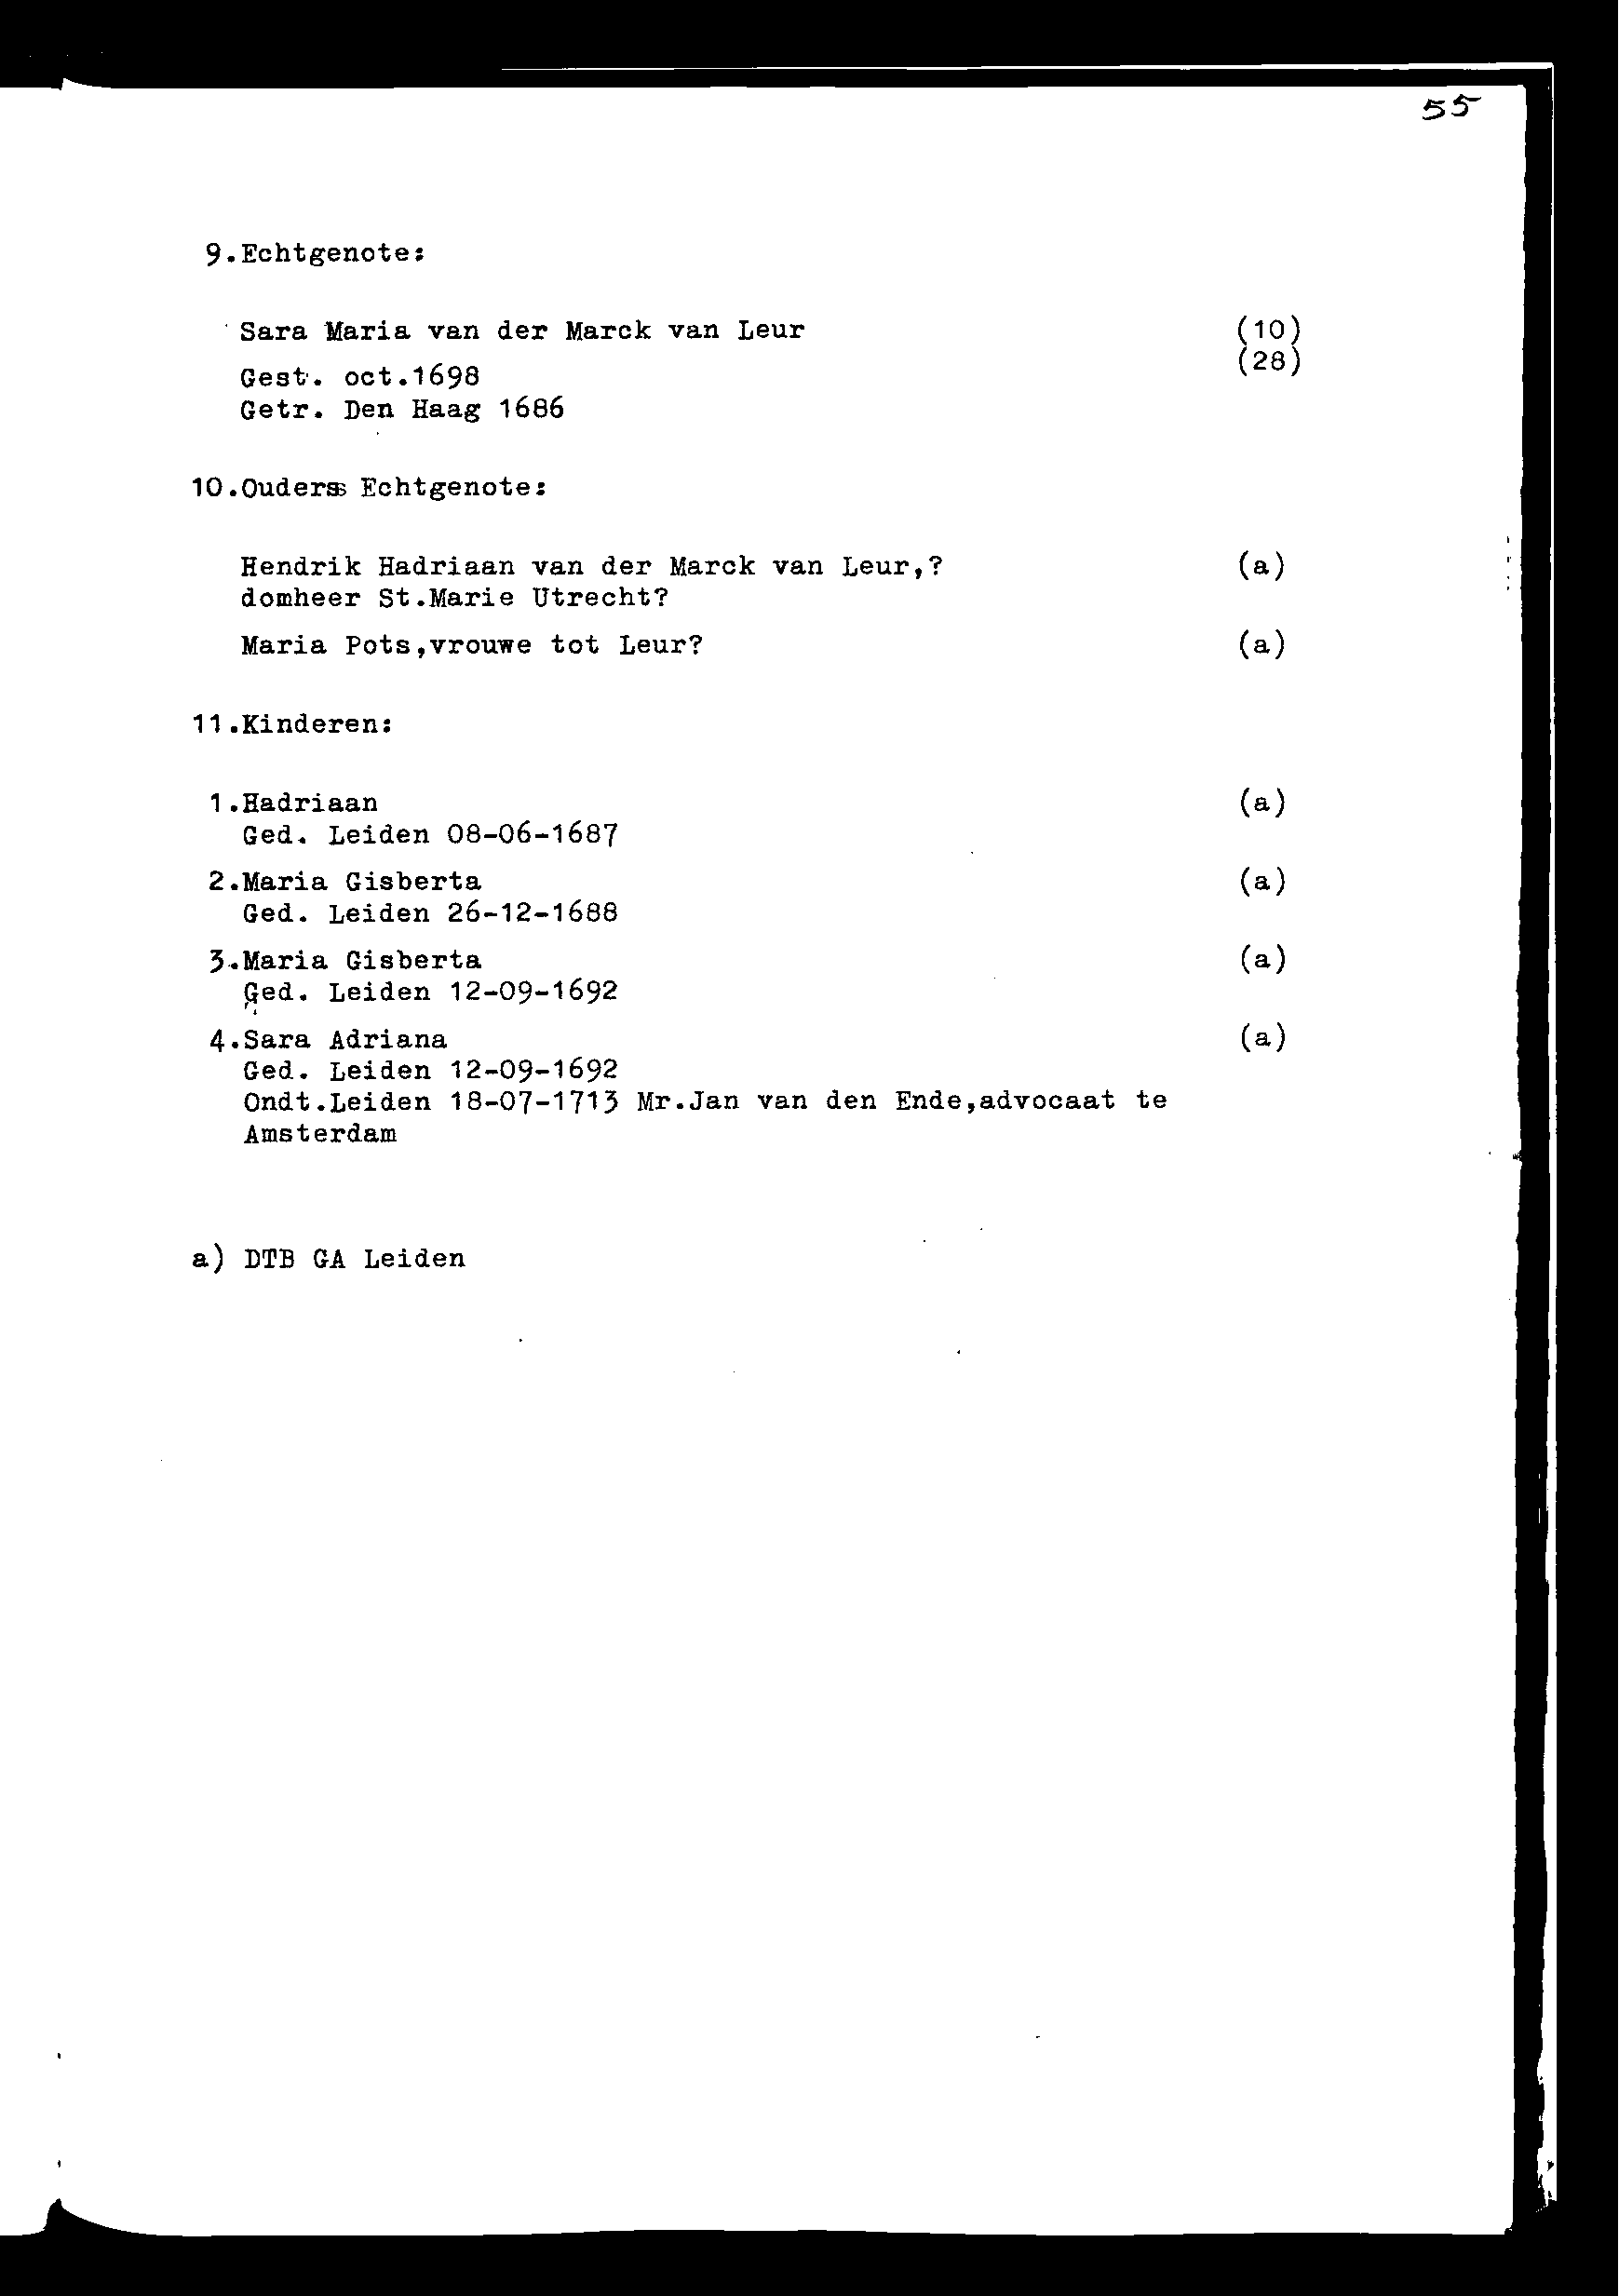 55
9.Echtgenote:
Sara Maria van der Marck van Leur (10)
(28)
Gest. oct.1698
Getr. Den Haag 1686
10.Ouders Echtgenote:
Hendrik Hadriaan van der Marck van Leur,? (a)
domheer St.Marie Utrecht?
Maria Pots,vrouwe tot Leur? (a)
11.Kinderen:
1.Hadriaan (a)
Ged. Leiden 08-06-1687
2.Maria Gisberta (a)
Ged. Leiden 26-12-1688
3.Maria Gisberta (a)
Ged. Leiden 12-09-1692
4.Sara Adriana (a)
Ged. Leiden 12-09-1692
Ondt.Leiden 18-07-1713 Mr.Jan van den Ende,advocaat te
Amsterdam
a) DTB GA Leiden